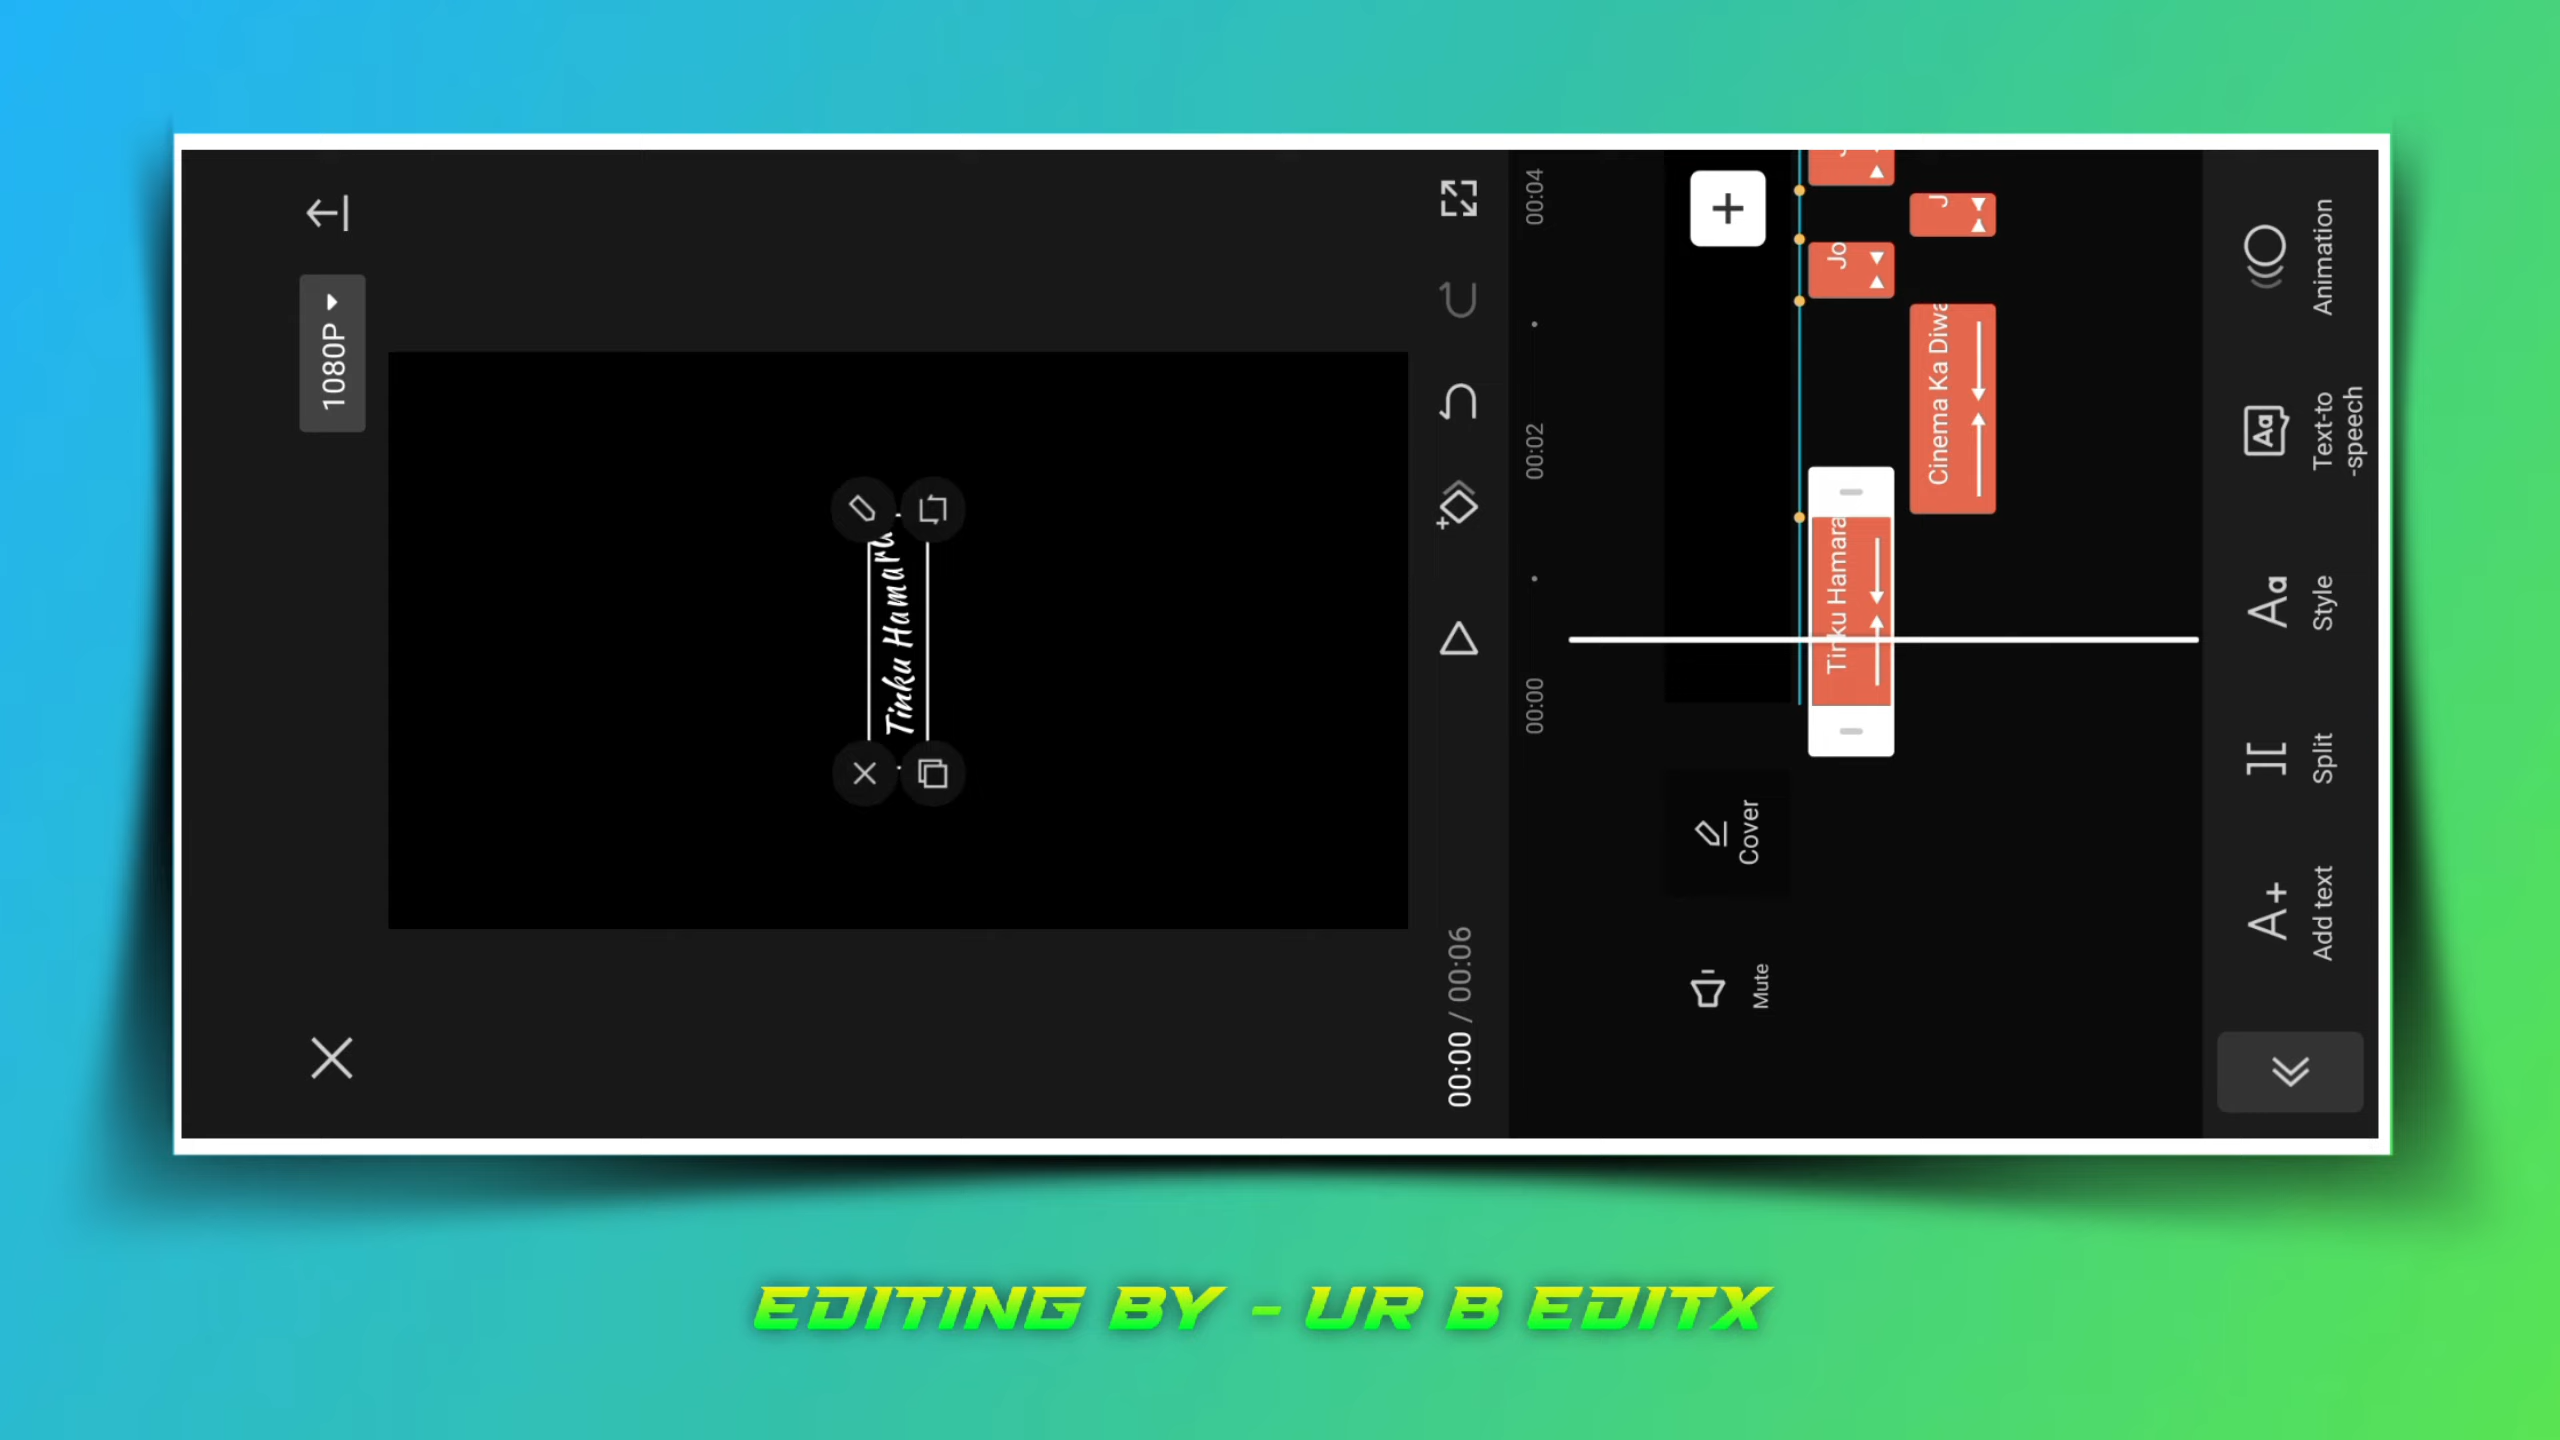 1080P
Tinku Hamara
00:00 / 00:06
00:00
00:02
00:04
Mute
Cover
Tinku Hamara
Jo
Cinema Ka Diwa
J
Add text
Split
Style
Text-to
-speech
Animation
EDITING BY - UR B EDITX